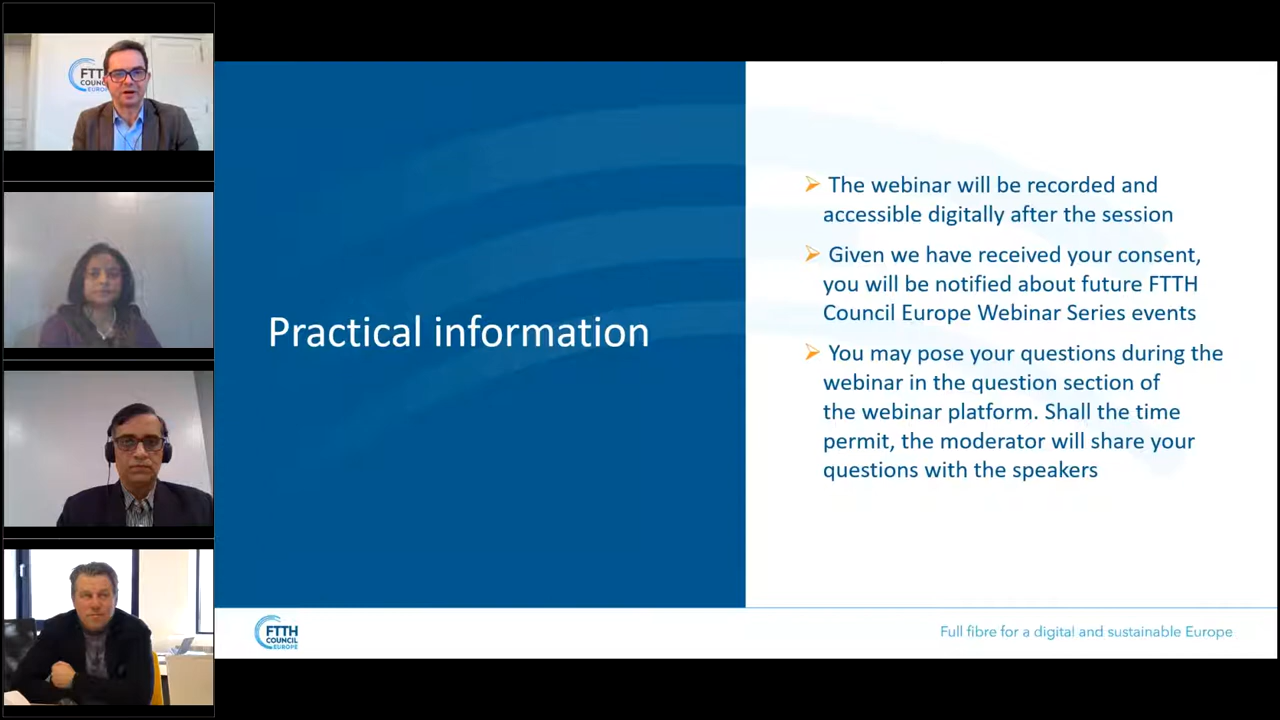 FTTH
COUNCIL
EUROPE
Practical information
➢ The webinar will be recorded and
accessible digitally after the session
➢ Given we have received your consent,
you will be notified about future FTTH
Council Europe Webinar Series events
➢ You may pose your questions during the
webinar in the question section of
the webinar platform. Shall the time
permit, the moderator will share your
questions with the speakers
FTTH
COUNCIL
EUROPE
Full fibre for a digital and sustainable Europe